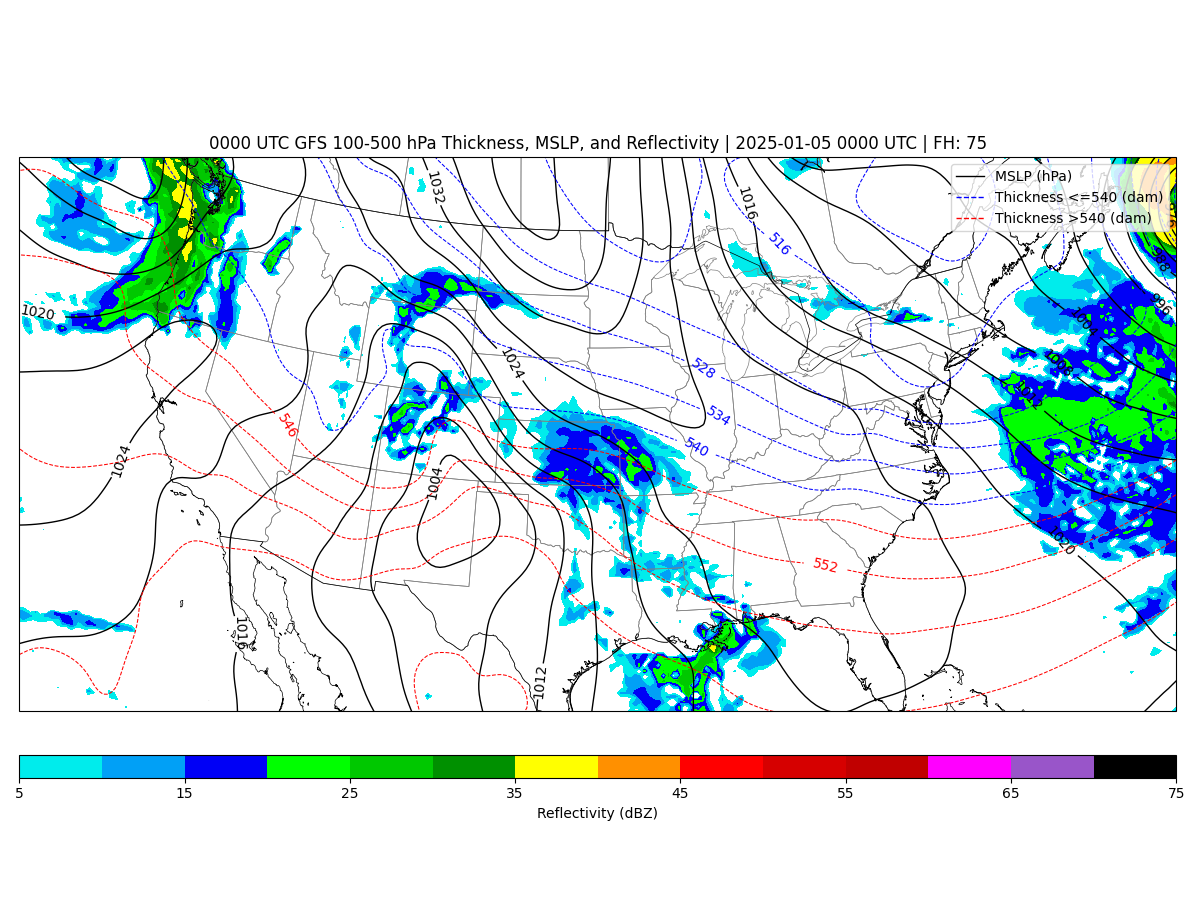 0000 UTC GFS 100-500 hPa Thickness, MSLP, and Reflectivity | 2025-01-05 0000 UTC | FH: 75
MSLP (hPa)
Thickness <=540 (dam)
Thickness >540 (dam)
1032
1016
516
1020
996
1004
1024
528
534
546
540
1024
1004
1020
552
1016
1012
5 15 25 35 45 55 65 75
Reflectivity (dBZ)